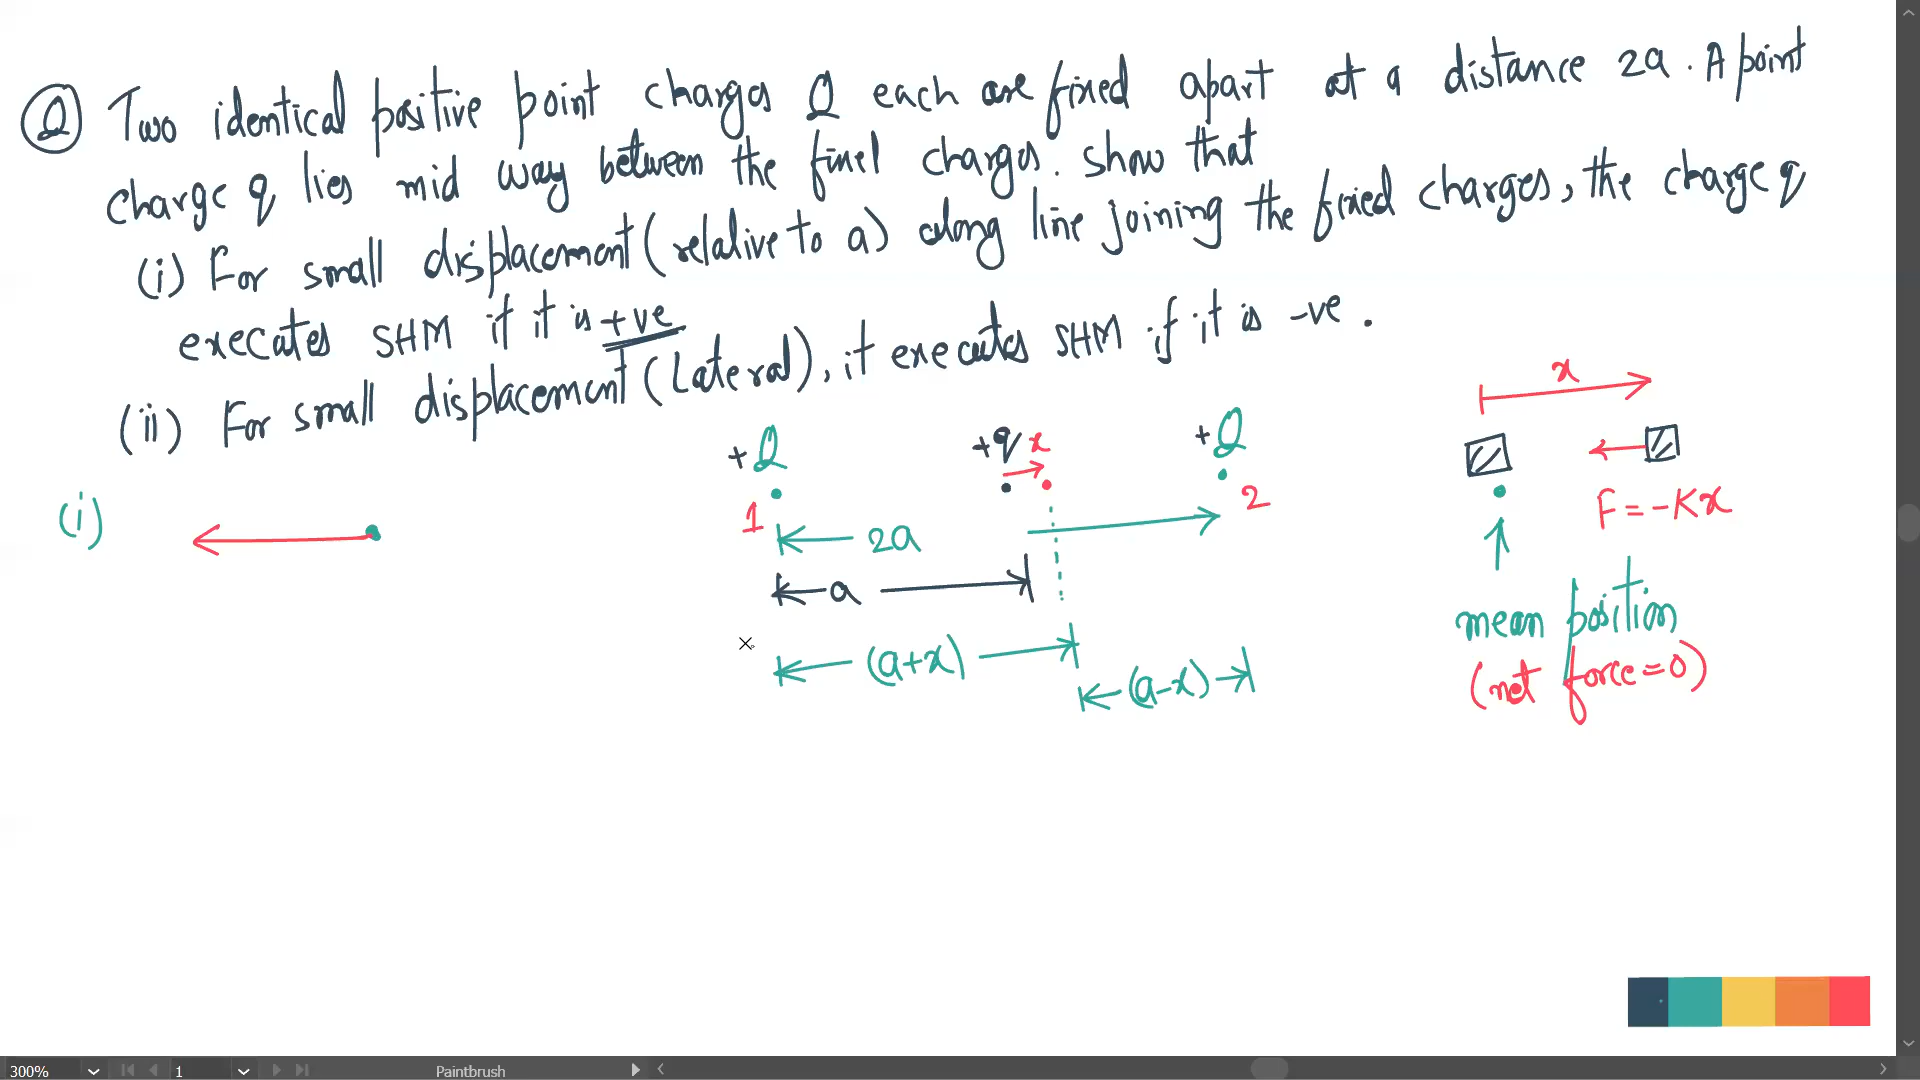 Q Two identical positive point charges Q each are fixed apart at a distance 2a. A point
charge q lies mid way between the fixed charges. Show that
(i) For small displacement (relative to a) along line joining the fixed charges, the charge q
executes SHM if it is +ve
(ii) For small displacement (Lateral), it executes SHM if it is -ve.
x
+Q +q x +Q
F = -Kx
(i)
1 2
2a
a
mean position
(a+x) (a-x)
(net force=0)
300% 1 Paintbrush